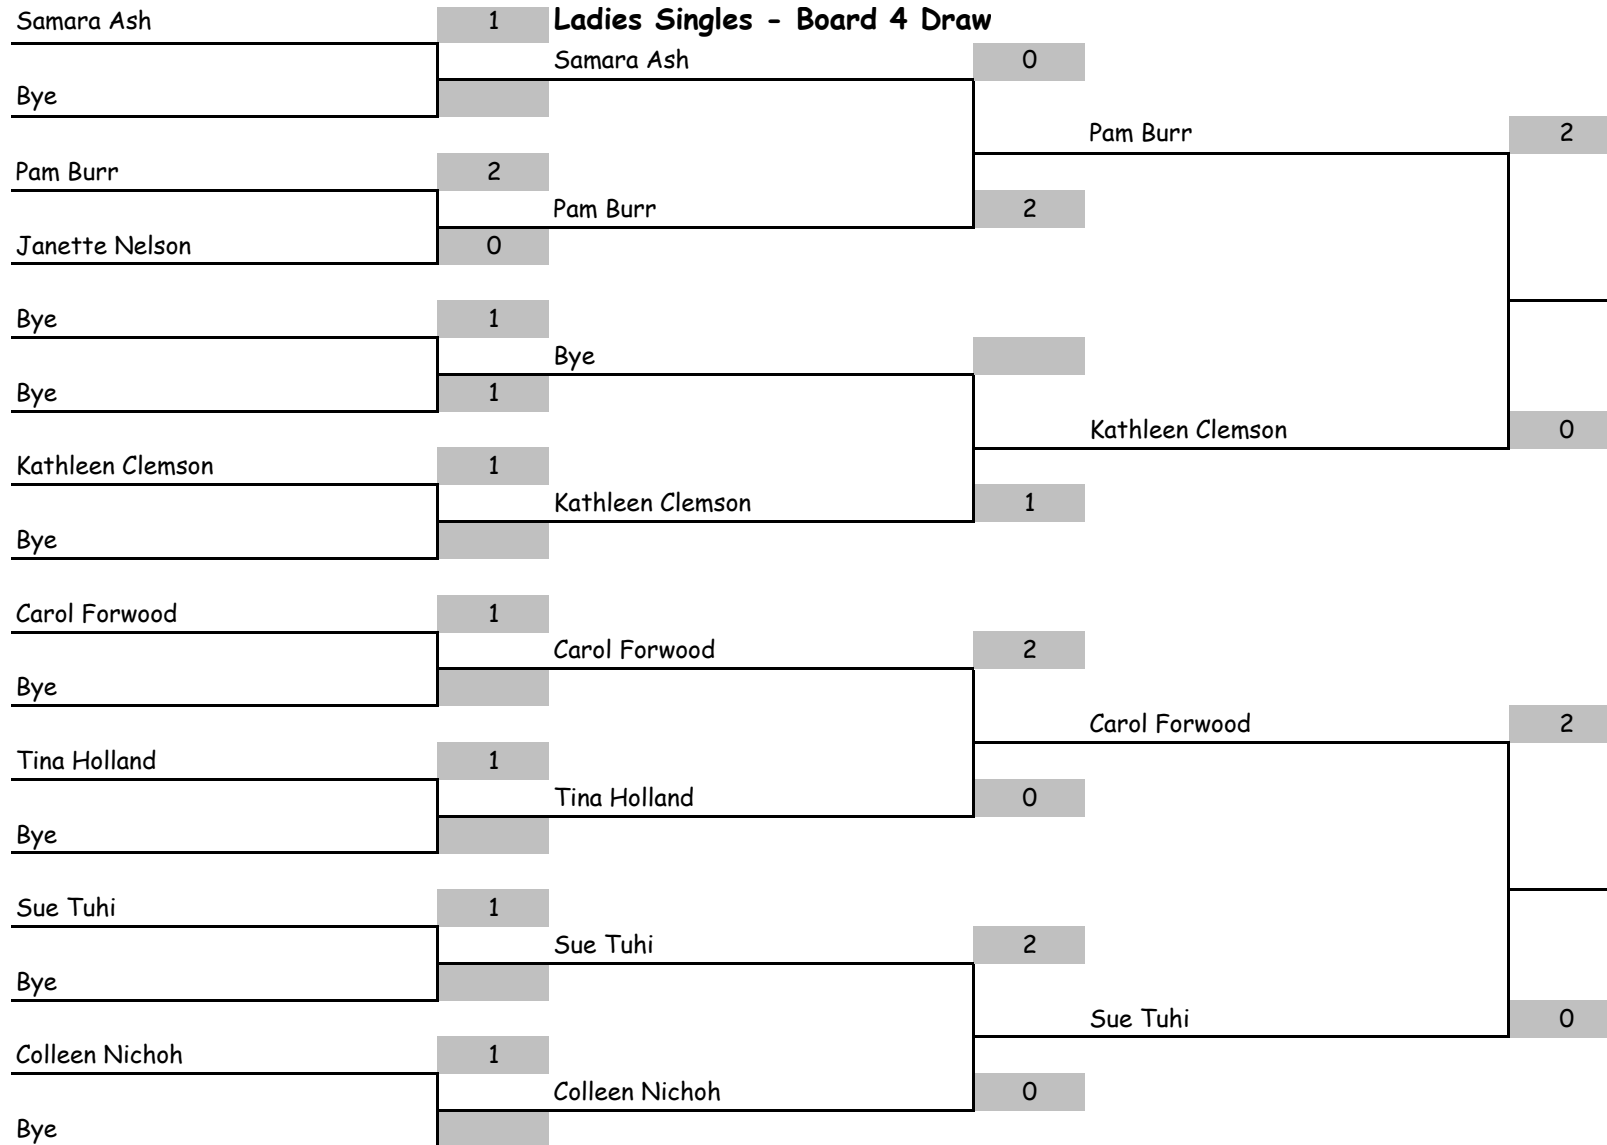 Samara Ash 1 Ladies Singles - Board 4 Draw
Samara Ash 0
Bye
Pam Burr 2
Pam Burr 2
Pam Burr 2
Janette Nelson 0
Bye 1
Bye
Bye 1
Kathleen Clemson 0
Kathleen Clemson 1
Kathleen Clemson 1
Bye
Carol Forwood 1
Carol Forwood 2
Bye
Carol Forwood 2
Tina Holland 1
Tina Holland 0
Bye
Sue Tuhi 1
Sue Tuhi 2
Bye
Sue Tuhi 0
Colleen Nichoh 1
Colleen Nichoh 0
Bye